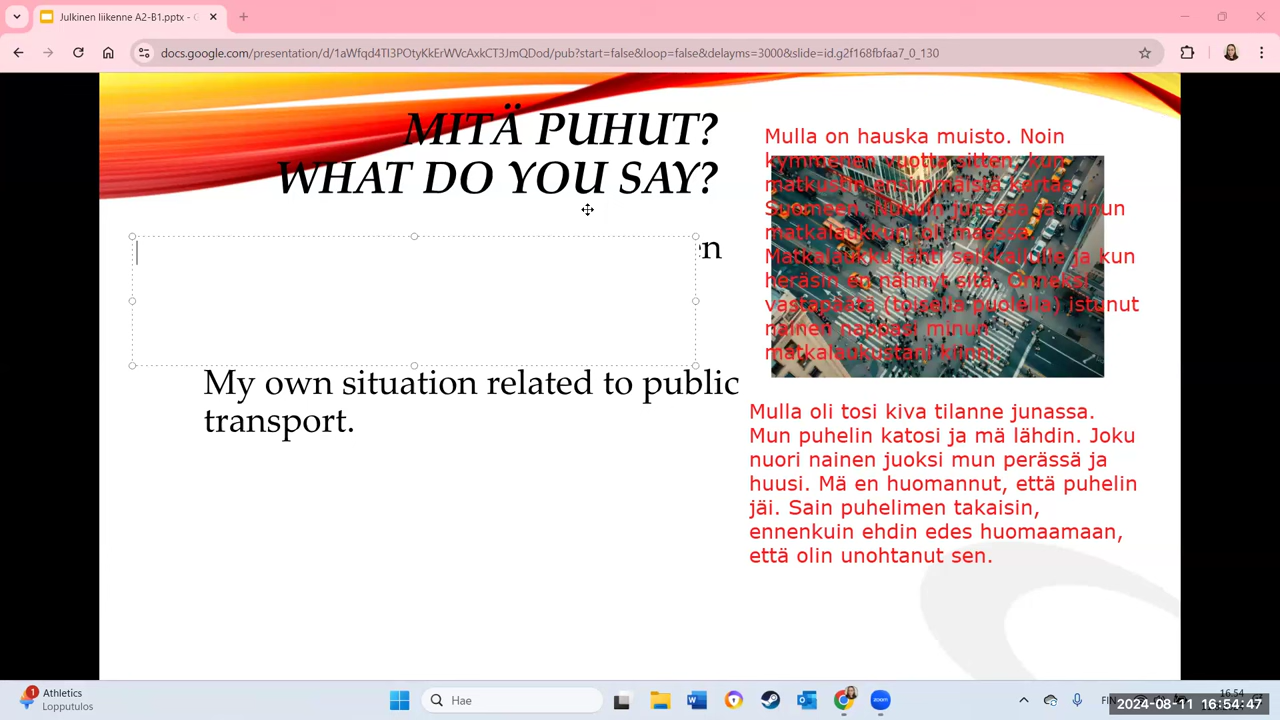 Julkinen liikenne A2-B1.pptx - G
docs.google.com/presentation/d/1aWfqd4TI3POtyKkErWVcAxkCT3JmQDod/pub?start=false&loop=false&delayms=3000&slide=id.g2f168fbfaa7_0_130
MITÄ PUHUT?
WHAT DO YOU SAY?
en
My own situation related to public
transport.
Mulla on hauska muisto. Noin
kymmenen vuotta sitten, kun
matkustin ensimmäistä kertaa
Suomeen. Nukuin junassa ja minun
matkalaukkuni oli maassa.
Matkalaukku lähti seikkailulle ja kun
heräsin en nähnyt sitä. Onneksi
vastapäätä (toisella puolella) istunut
nainen nappasi minun
matkalaukustani kiinni.
Mulla oli tosi kiva tilanne junassa.
Mun puhelin katosi ja mä lähdin. Joku
nuori nainen juoksi mun perässä ja
huusi. Mä en huomannut, että puhelin
jäi. Sain puhelimen takaisin,
ennenkuin ehdin edes huomaamaan,
että olin unohtanut sen.
1
Athletics
Lopputulos
Hae
zoom
FIN
16.54
2024-08-11 16:54:47